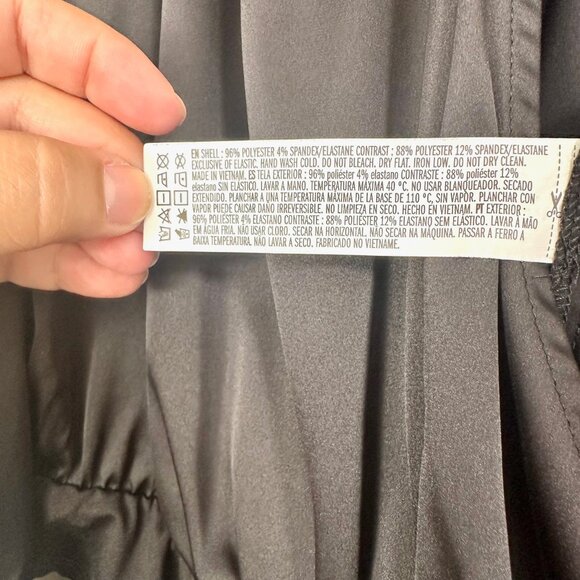 EN SHELL: 96% POLYESTER 4% SPANDEX/ELASTANE CONTRAST : 88% POLYESTER 12% SPANDEX/ELASTANE
EXCLUSIVE OF ELASTIC. HAND WASH COLD. DO NOT BLEACH. DRY FLAT. IRON LOW. DO NOT DRY CLEAN.
MADE IN VIETNAM. ES TELA EXTERIOR : 96% poliéster 4% elastano CONTRASTE : 88% poliéster 12%
elastano SIN ELÁSTICO. LAVAR A MANO. TEMPERATURA MÁXIMA 40 °C. NO USAR BLANQUEADOR. SECADO
EXTENDIDO. PLANCHAR A UNA TEMPERATURA MÁXIMA DE LA BASE DE 110 °C, SIN VAPOR. PLANCHAR CON
VAPOR PUEDE CAUSAR DAÑO IRREVERSIBLE. NO LIMPIEZA EN SECO. HECHO EN VIETNAM. PT EXTERIOR :
96% POLIÉSTER 4% ELASTANO CONTRASTE : 88% POLIÉSTER 12% ELASTANO SEM ELÁSTICO. LAVAR À MÃO
EM ÁGUA FRIA. NÃO USAR CLORO. SECAR NA HORIZONTAL. NÃO SECAR NA MÁQUINA. PASSAR A FERRO A
BAIXA TEMPERATURA. NÃO LAVAR A SECO. FABRICADO NO VIETNAME.